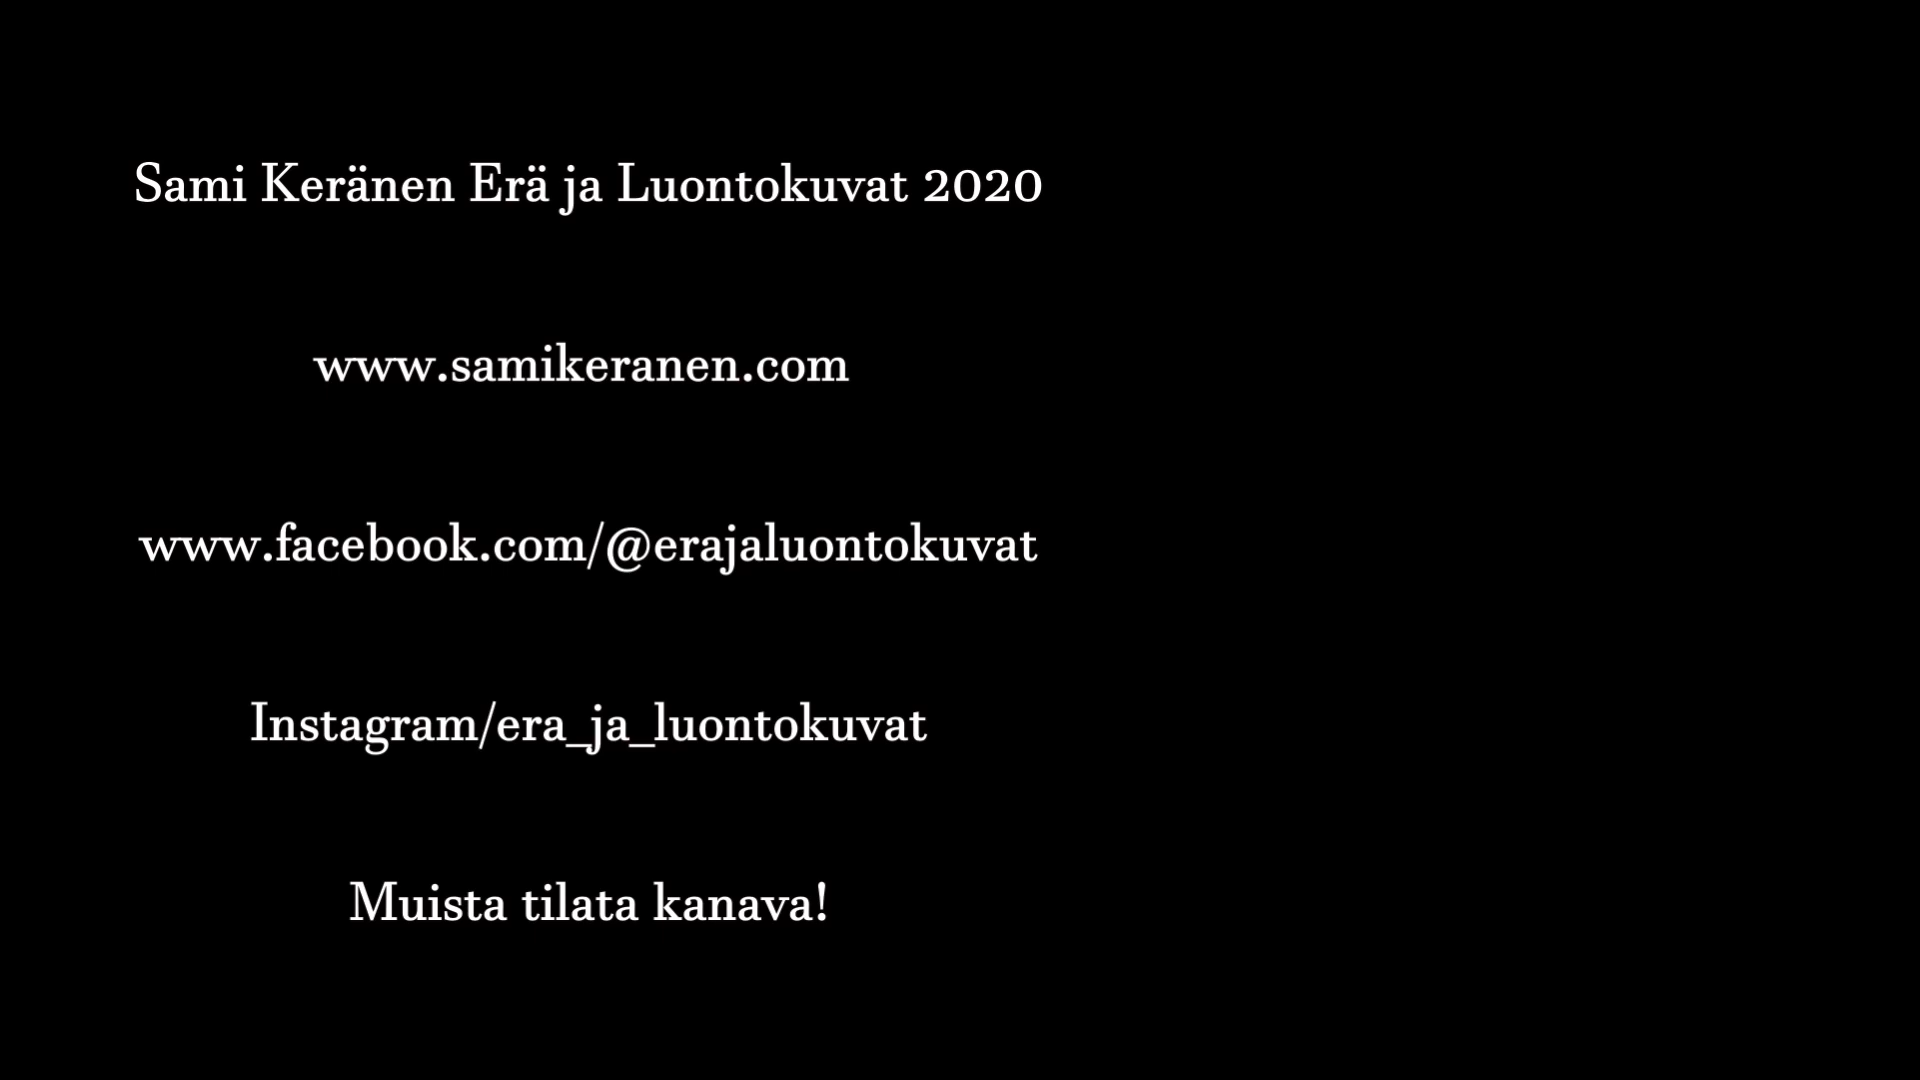 Sami Keränen Erä ja Luontokuvat 2020
www.samikeranen.com
www.facebook.com/@erajaluontokuvat
Instagram/era_ja_luontokuvat
Muista tilata kanava!